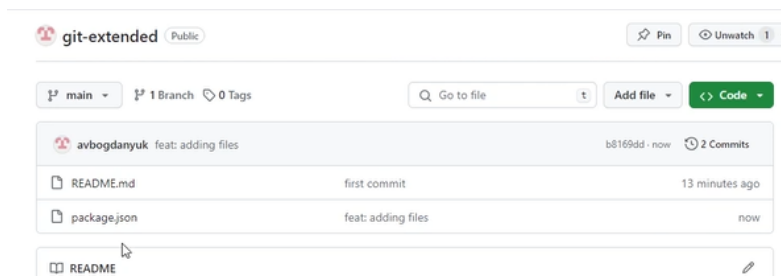 git-extended Public Pin Unwatch 1
main 1 Branch 0 Tags Go to file t Add file Code
avbogdanyuk feat: adding files b8169dd · now 2 Commits
README.md first commit 13 minutes ago
package.json feat: adding files now
README